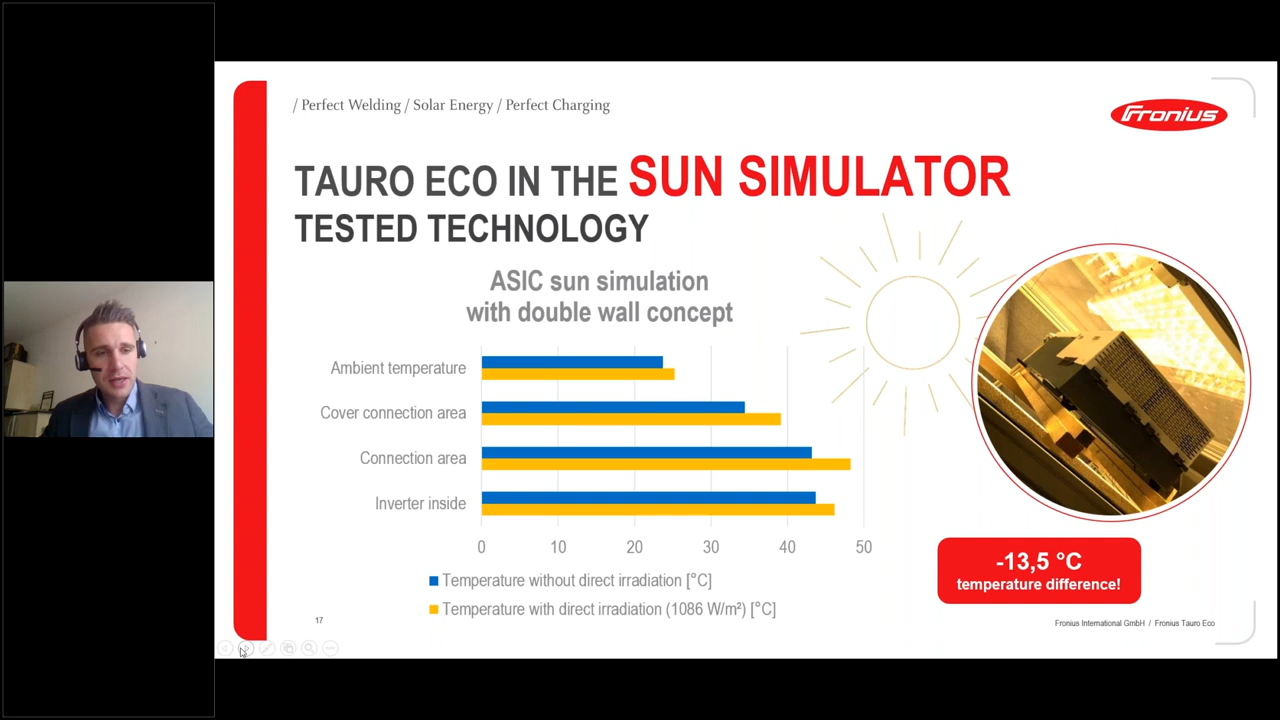 / Perfect Welding / Solar Energy / Perfect Charging
Fronius
TAURO ECO IN THE SUN SIMULATOR
TESTED TECHNOLOGY
ASIC sun simulation
with double wall concept
Ambient temperature
Cover connection area
Connection area
Inverter inside
0 10 20 30 40 50
Temperature without direct irradiation [°C]
Temperature with direct irradiation (1086 W/m²) [°C]
-13,5 °C
temperature difference!
17
Fronius International GmbH / Fronius Tauro Eco